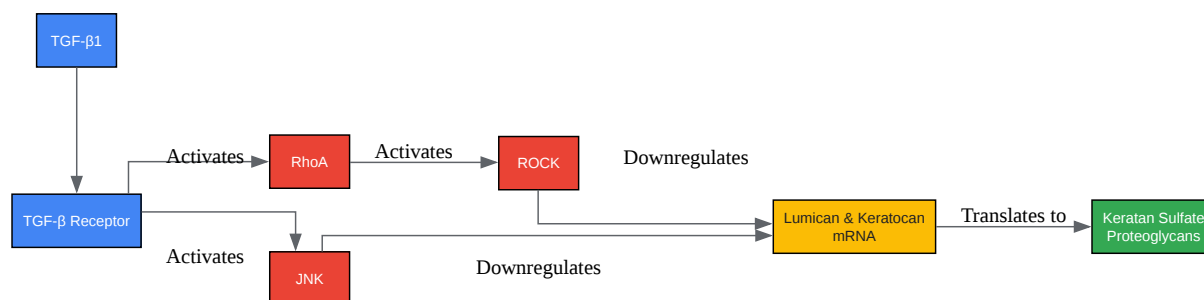 TGF-β1
Activates
RhoA
Activates
ROCK
Downregulates
TGF-β Receptor
Lumican & Keratocan
mRNA
Translates to
Keratan Sulfate
Proteoglycans
Activates
JNK
Downregulates